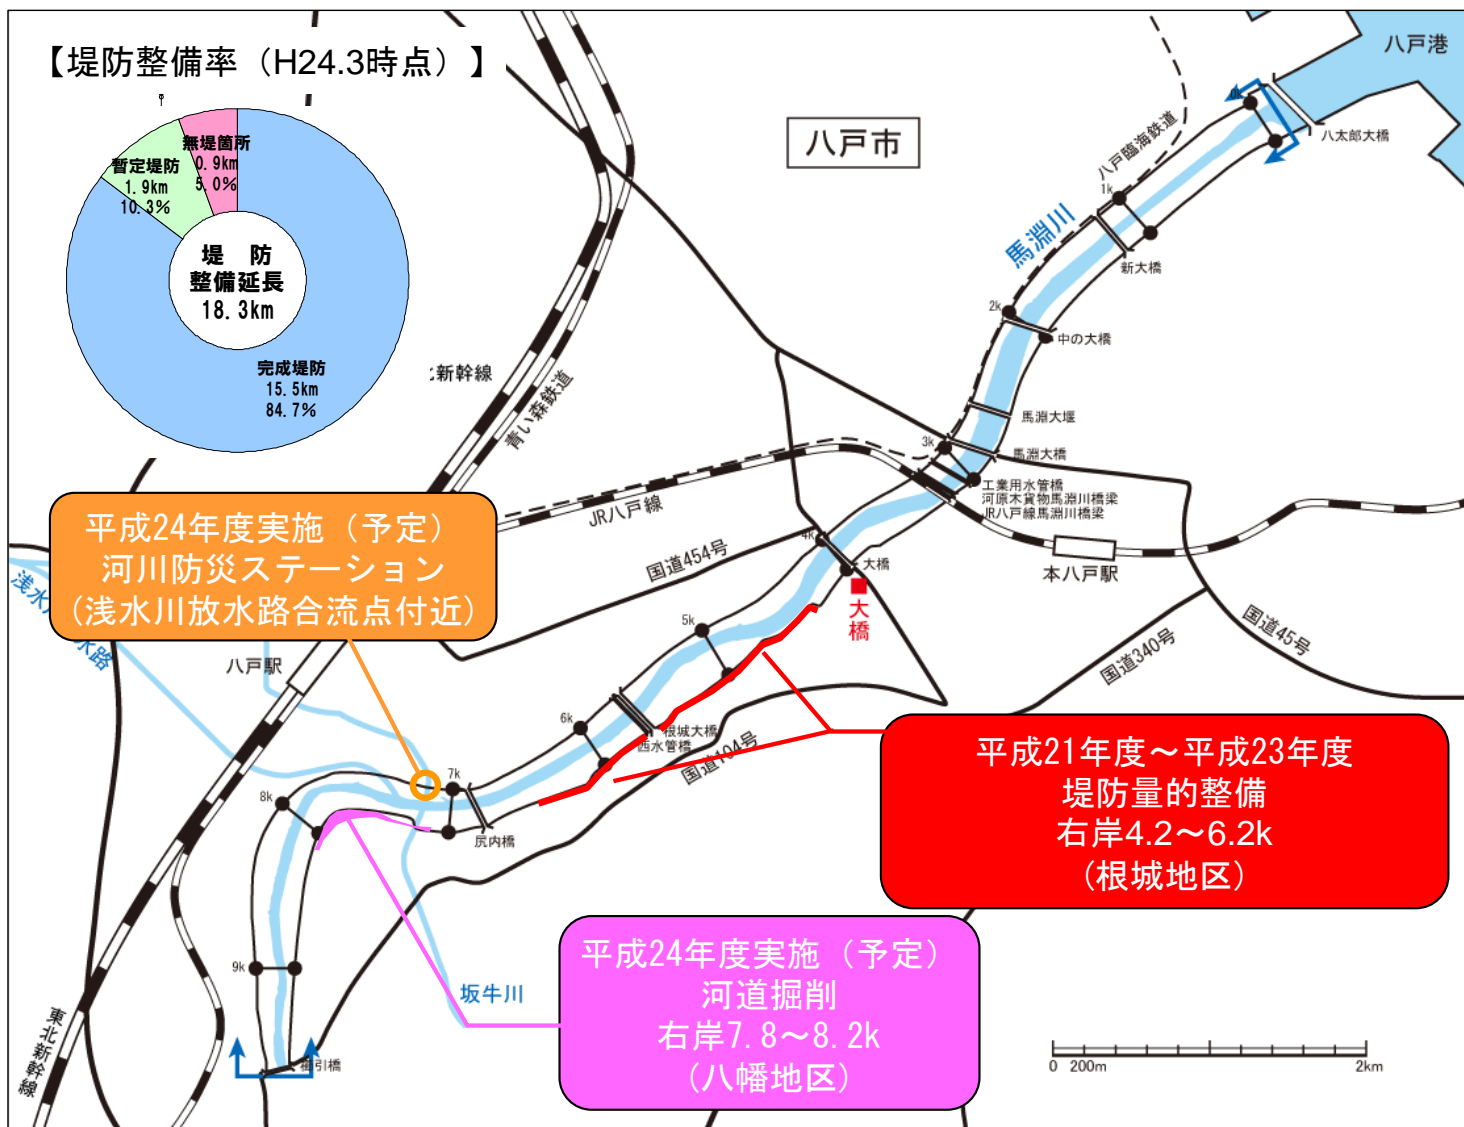 【堤防整備率（H24.3時点）】
無堤箇所
0.9km
5.0%
暫定堤防
1.9km
10.3%
堤　防
整備延長
18.3km
完成堤防
15.5km
84.7%
八戸市
八戸港
八太郎大橋
0k
八戸臨海鉄道
1k
馬淵川
新大橋
2k
中の大橋
北新幹線
青い森鉄道
馬淵大堰
3k
馬淵大橋
工業用水管橋
河原木貨物馬淵川橋梁
JR八戸線馬淵川橋梁
JR八戸線
4k
国道454号
大橋
本八戸駅
大橋
国道45号
国道340号
平成24年度実施（予定）
河川防災ステーション
(浅水川放水路合流点付近)
浅水
水路
八戸駅
5k
6k
根城大橋
西水管橋
国道104号
平成21年度～平成23年度
堤防量的整備
右岸4.2～6.2k
(根城地区)
7k
8k
尻内橋
平成24年度実施（予定）
河道掘削
右岸7.8～8.2k
(八幡地区)
9k
坂牛川
東北新幹線
櫛引橋
0　200m　2km